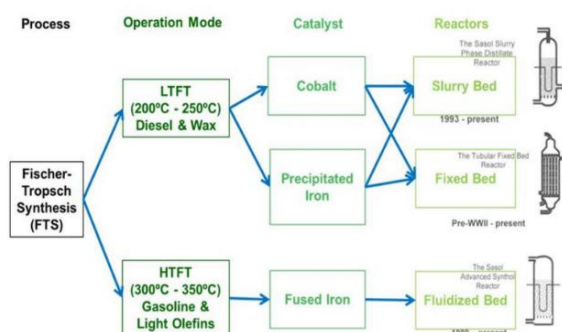 Process
Operation Mode
Catalyst
Reactors
The Sasol Slurry
Phase Distillate
Reactor
LTFT
(200ºC - 250ºC)
Diesel & Wax
Cobalt
Slurry Bed
1993 - present
Fischer-
Tropsch
Synthesis
(FTS)
Precipitated
Iron
The Tubular Fixed Bed
Reactor
Fixed Bed
Pre-WWII - present
HTFT
(300ºC - 350ºC)
Gasoline &
Light Olefins
Fused Iron
The Sasol
Advanced Synthol
Reactor
Fluidized Bed